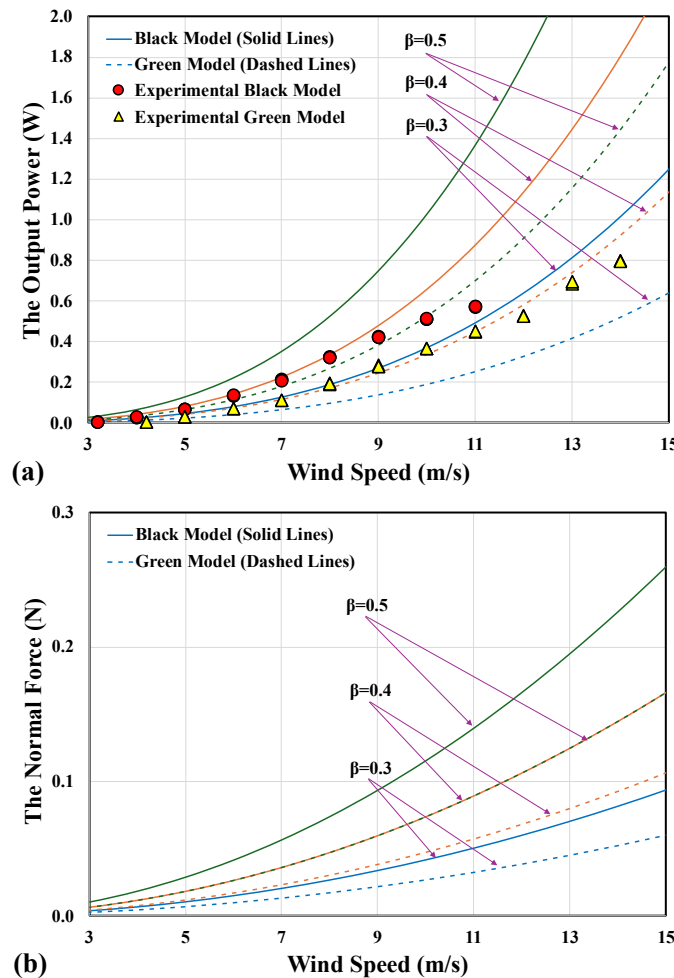 The Output Power (W)
2.0
1.8
1.6
1.4
1.2
1.0
0.8
0.6
0.4
0.2
0.0
Black Model (Solid Lines)
Green Model (Dashed Lines)
Experimental Black Model
Experimental Green Model
β=0.5
β=0.4
β=0.3
3 5 7 9 11 13 15
(a) Wind Speed (m/s)
The Normal Force (N)
0.3
0.2
0.1
0.0
Black Model (Solid Lines)
Green Model (Dashed Lines)
β=0.5
β=0.4
β=0.3
3 5 7 9 11 13 15
(b) Wind Speed (m/s)